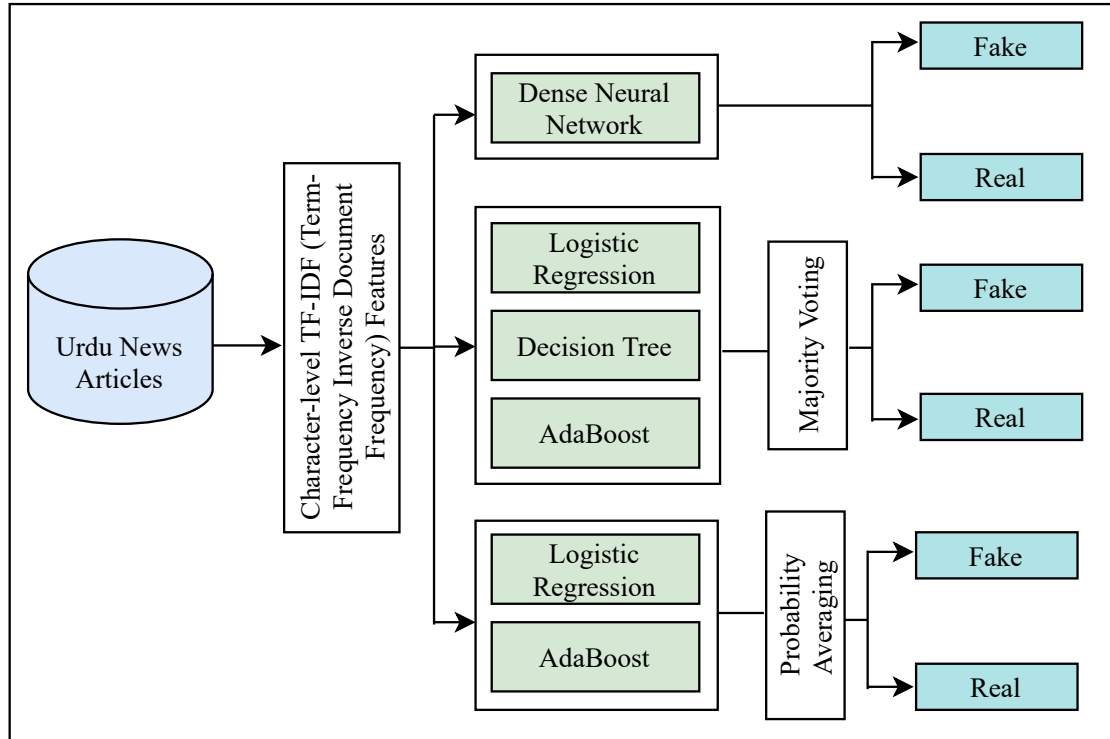 Urdu News
Articles
Character-level TF-IDF (Term-
Frequency Inverse Document
Frequency) Features
Dense Neural
Network
Fake
Real
Logistic
Regression
Decision Tree
AdaBoost
Majority Voting
Fake
Real
Logistic
Regression
AdaBoost
Probability
Averaging
Fake
Real